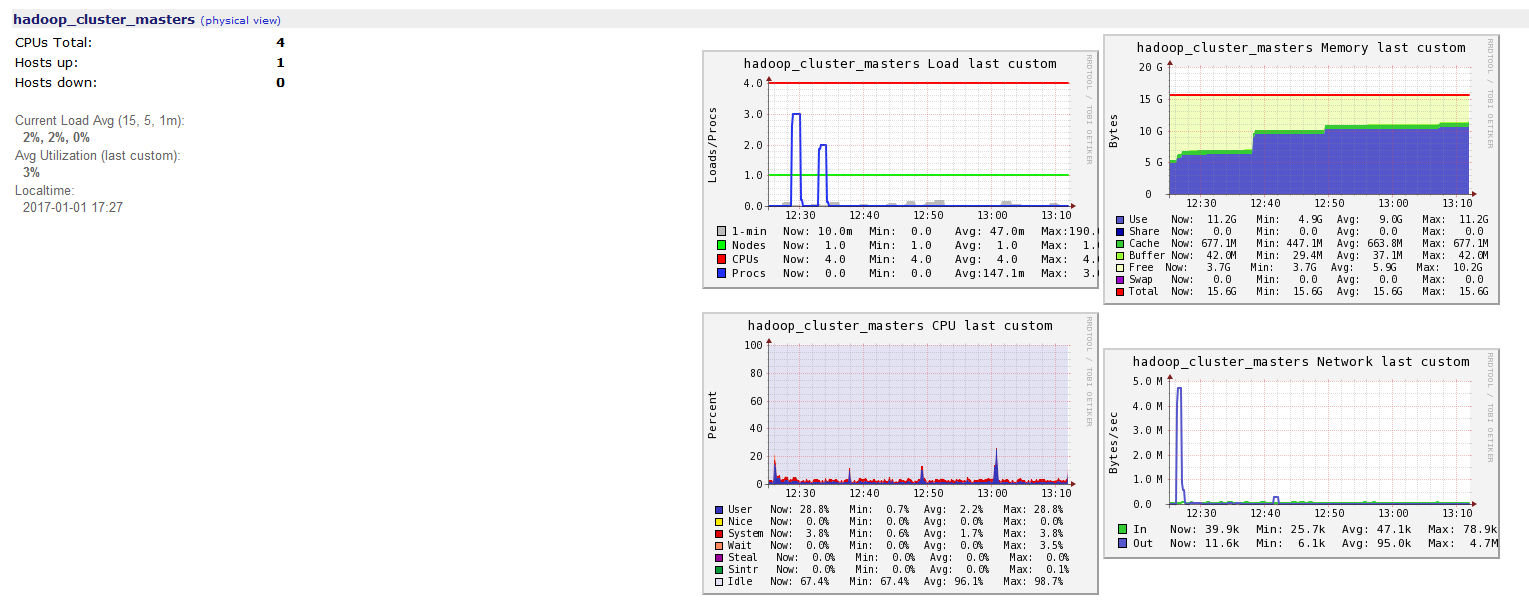 hadoop_cluster_masters (physical view)
CPUs Total: 4
Hosts up: 1
Hosts down: 0
Current Load Avg (15, 5, 1m):
2%, 2%, 0%
Avg Utilization (last custom):
3%
Localtime:
2017-01-01 17:27
hadoop_cluster_masters Load last custom
RRDTOOL / TOBI OETIKER
Loads/Procs
4.0
3.0
2.0
1.0
0.0
12:30 12:40 12:50 13:00 13:10
1-min Now: 10.0m Min: 0.0 Avg: 47.0m Max:190.
Nodes Now: 1.0 Min: 1.0 Avg: 1.0 Max: 1.
CPUs Now: 4.0 Min: 4.0 Avg: 4.0 Max: 4.
Procs Now: 0.0 Min: 0.0 Avg:147.1m Max: 3.
hadoop_cluster_masters Memory last custom
RRDTOOL / TOBI OETIKER
Bytes
20 G
15 G
10 G
5 G
0
12:30 12:40 12:50 13:00 13:10
Use Now: 11.2G Min: 4.9G Avg: 9.0G Max: 11.2G
Share Now: 0.0 Min: 0.0 Avg: 0.0 Max: 0.0
Cache Now: 677.1M Min: 447.1M Avg: 663.8M Max: 677.1M
Buffer Now: 42.0M Min: 29.4M Avg: 37.1M Max: 42.0M
Free Now: 3.7G Min: 3.7G Avg: 5.9G Max: 10.2G
Swap Now: 0.0 Min: 0.0 Avg: 0.0 Max: 0.0
Total Now: 15.6G Min: 15.6G Avg: 15.6G Max: 15.6G
hadoop_cluster_masters CPU last custom
RRDTOOL / TOBI OETIKER
Percent
100
80
60
40
20
0
12:30 12:40 12:50 13:00 13:10
User Now: 28.8% Min: 0.7% Avg: 2.2% Max: 28.8%
Nice Now: 0.0% Min: 0.0% Avg: 0.0% Max: 0.0%
System Now: 3.8% Min: 0.6% Avg: 1.7% Max: 3.8%
Wait Now: 0.0% Min: 0.0% Avg: 0.0% Max: 3.5%
Steal Now: 0.0% Min: 0.0% Avg: 0.0% Max: 0.0%
Sintr Now: 0.0% Min: 0.0% Avg: 0.0% Max: 0.1%
Idle Now: 67.4% Min: 67.4% Avg: 96.1% Max: 98.7%
hadoop_cluster_masters Network last custom
RRDTOOL / TOBI OETIKER
Bytes/sec
5.0 M
4.0 M
3.0 M
2.0 M
1.0 M
0.0
12:30 12:40 12:50 13:00 13:10
In Now: 39.9k Min: 25.7k Avg: 47.1k Max: 78.9k
Out Now: 11.6k Min: 6.1k Avg: 95.0k Max: 4.7M